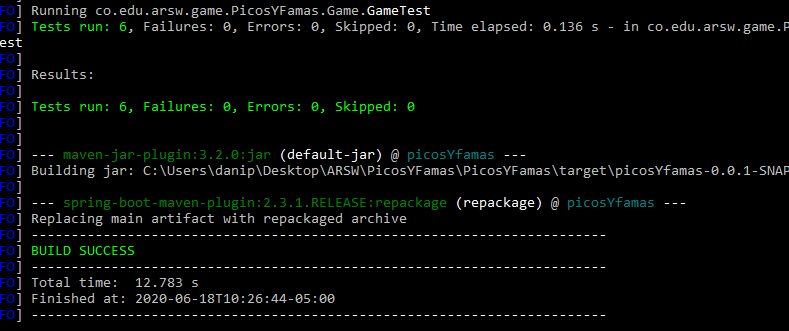 FO] Running co.edu.arsw.game.PicosYFamas.Game.GameTest
FO] Tests run: 6, Failures: 0, Errors: 0, Skipped: 0, Time elapsed: 0.136 s - in co.edu.arsw.game.P
est
FO]
FO] Results:
FO]
FO] Tests run: 6, Failures: 0, Errors: 0, Skipped: 0
FO]
FO]
FO] --- maven-jar-plugin:3.2.0:jar (default-jar) @ picosYfamas ---
FO] Building jar: C:\Users\danip\Desktop\ARSW\PicosYFamas\PicosYFamas\target\picosYfamas-0.0.1-SNAP
FO]
FO] --- spring-boot-maven-plugin:2.3.1.RELEASE:repackage (repackage) @ picosYfamas ---
FO] Replacing main artifact with repackaged archive
FO] ------------------------------------------------------------------------
FO] BUILD SUCCESS
FO] ------------------------------------------------------------------------
FO] Total time:  12.783 s
FO] Finished at: 2020-06-18T10:26:44-05:00
FO] ------------------------------------------------------------------------